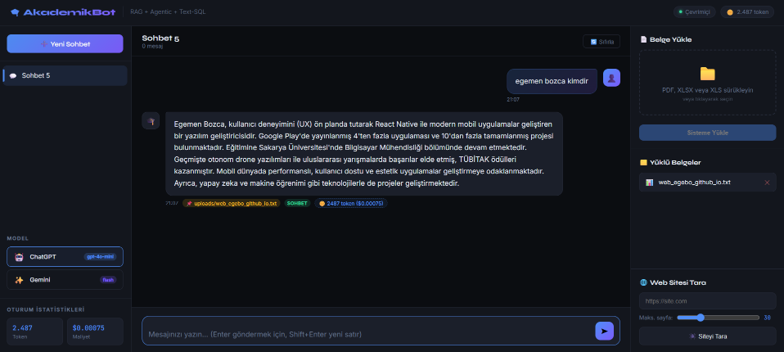 AkademikBot
RAG + Agentic + Text-SQL
Çevrimiçi
2.487 token
Yeni Sohbet
Sohbet 5
MODEL
ChatGPT
gpt-4o-mini
Gemini
flash
OTURUM İSTATİSTİKLERİ
2.487
Token
$0.00075
Maliyet
Sohbet 5
0 mesaj
Sıfırla
egemen bozca kimdir
21:07
Egemen Bozca, kullanıcı deneyimini (UX) ön planda tutarak React Native ile modern mobil uygulamalar geliştiren
bir yazılım geliştiricisidir. Google Play'de yayınlanmış 4'ten fazla uygulaması ve 10'dan fazla tamamlanmış projesi
bulunmaktadır. Eğitimine Sakarya Üniversitesi'nde Bilgisayar Mühendisliği bölümünde devam etmektedir.
Geçmişte otonom drone yazılımları ile uluslararası yarışmalarda başarılar elde etmiş, TÜBİTAK ödülleri
kazanmıştır. Mobil dünyada performanslı, kullanıcı dostu ve estetik uygulamalar geliştirmeye odaklanmaktadır.
Ayrıca, yapay zeka ve makine öğrenimi gibi teknolojilerle de projeler geliştirmektedir.
uploads/web_egebo_github_io.txt
SOHBET
2487 token ($0.00075)
Mesajınızı yazın... (Enter göndermek için, Shift+Enter yeni satır)
Belge Yükle
PDF, XLSX veya XLS sürükleyin
veya tıklayarak seçin
Sisteme Yükle
Yüklü Belgeler
web_egebo_github_io.txt
Web Sitesi Tara
https://site.com
Maks. sayfa:
30
Siteyi Tara